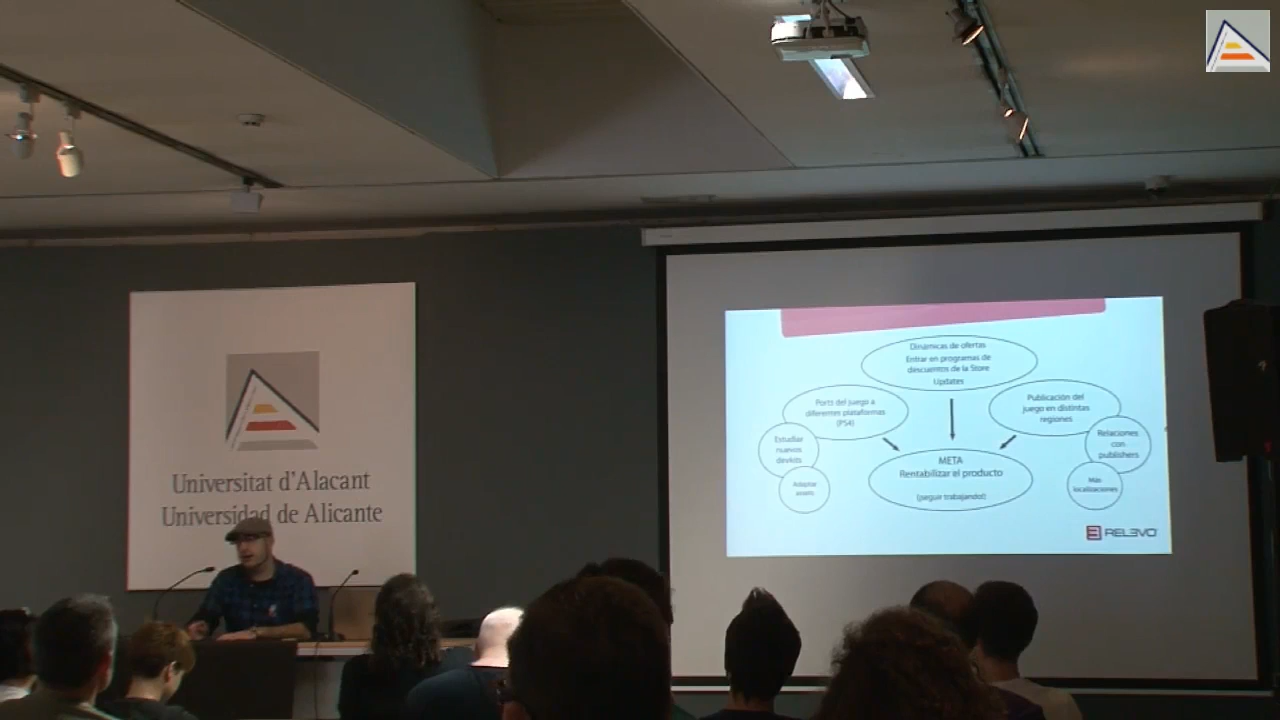 Universitat d'Alacant
Universidad de Alicante
Dinámicas de ofertas
Entrar en programas de
descuentos de la Store
Updates
Ports del juego a
diferentes plataformas
(PS4)
Publicación del
juego en distintas
regiones
Estudiar
nuevos
devkits
Adaptar
assets
Relaciones
con
publishers
Más
localizaciones
META
Rentabilizar el producto
(seguir trabajando!)
RELEVO